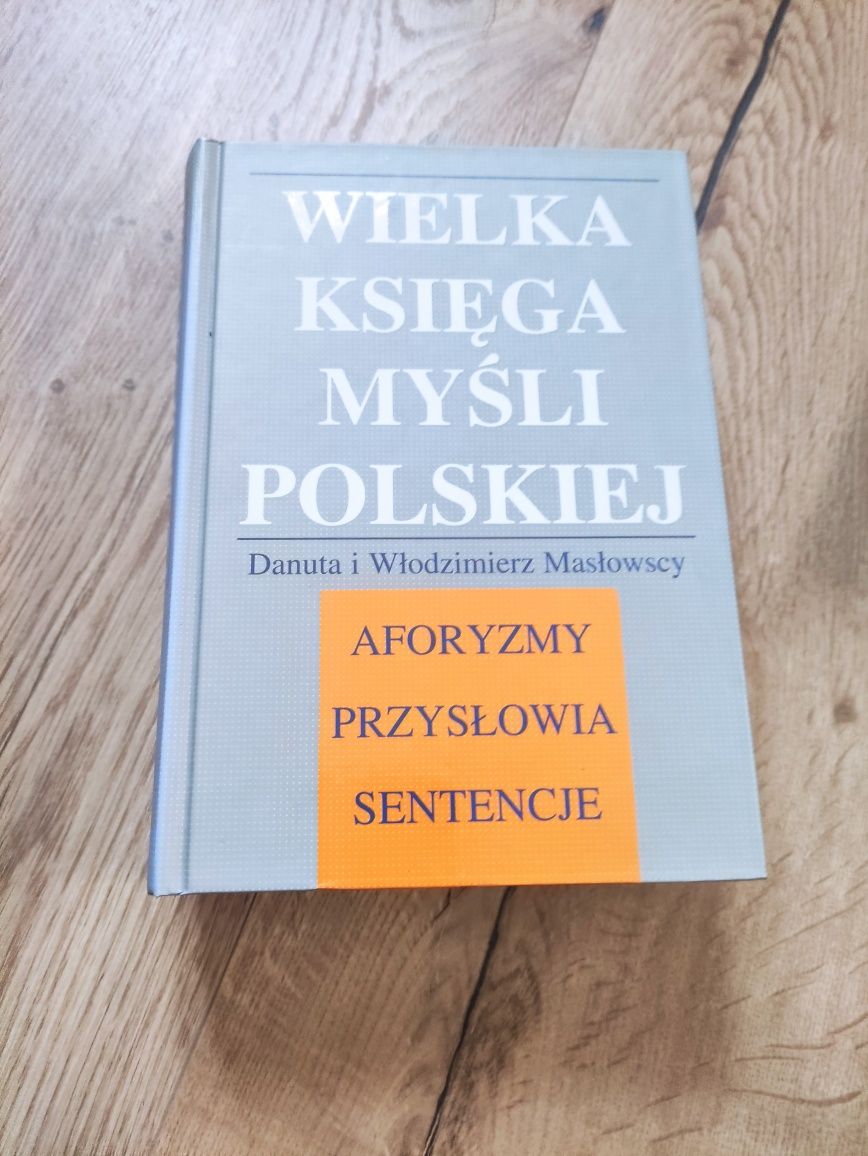 WIELKA
KSIĘGA
MYŚLI
POLSKIEJ
Danuta i Włodzimierz Masłowscy
AFORYZMY
PRZYSŁOWIA
SENTENCJE